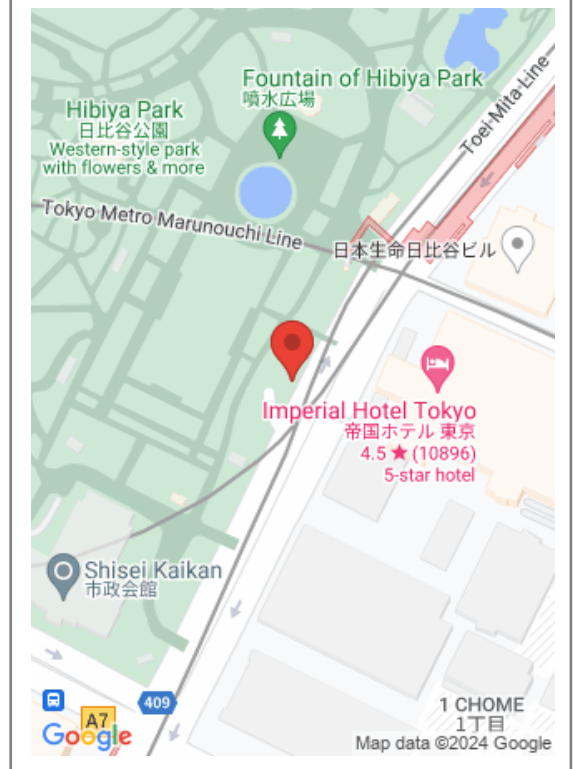 Fountain of Hibiya Park
噴水広場
Hibiya Park
日比谷公園
Western-style park
with flowers & more
Toei-Mita-Line
Tokyo Metro Marunouchi Line
日本生命日比谷ビル
Imperial Hotel Tokyo
帝国ホテル 東京
4.5 ★ (10896)
5-star hotel
Shisei Kaikan
市政会館
409
A7
Google
1 CHOME
1丁目
Map data ©2024 Google